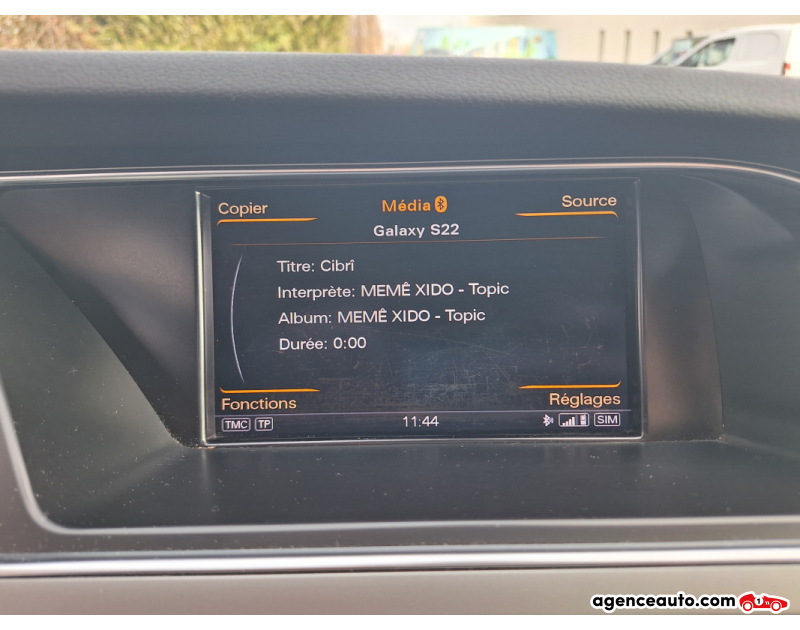 Copier
Média
Source
Galaxy S22
Titre: Cibrî
Interprète: MEMÊ XIDO - Topic
Album: MEMÊ XIDO - Topic
Durée: 0:00
Fonctions
Réglages
TMC TP 11:44 SIM
agenceauto.com